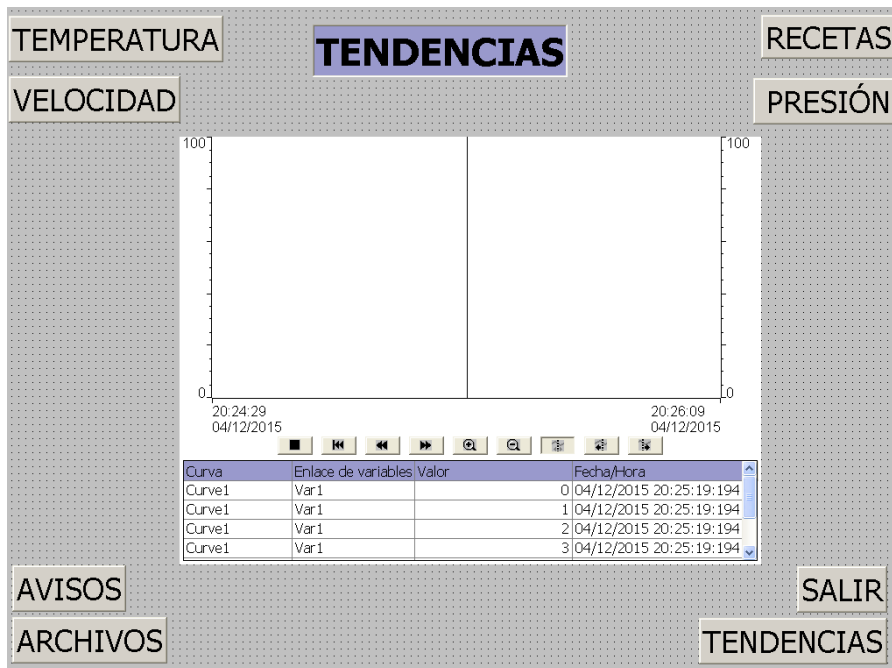 TEMPERATURA
TENDENCIAS
RECETAS
VELOCIDAD
PRESIÓN
100
100
0
0
20:24:29
04/12/2015
20:26:09
04/12/2015
Curva Enlace de variables Valor Fecha/Hora
Curve1 Var1 0 04/12/2015 20:25:19:194
Curve1 Var1 1 04/12/2015 20:25:19:194
Curve1 Var1 2 04/12/2015 20:25:19:194
Curve1 Var1 3 04/12/2015 20:25:19:194
AVISOS
SALIR
ARCHIVOS
TENDENCIAS